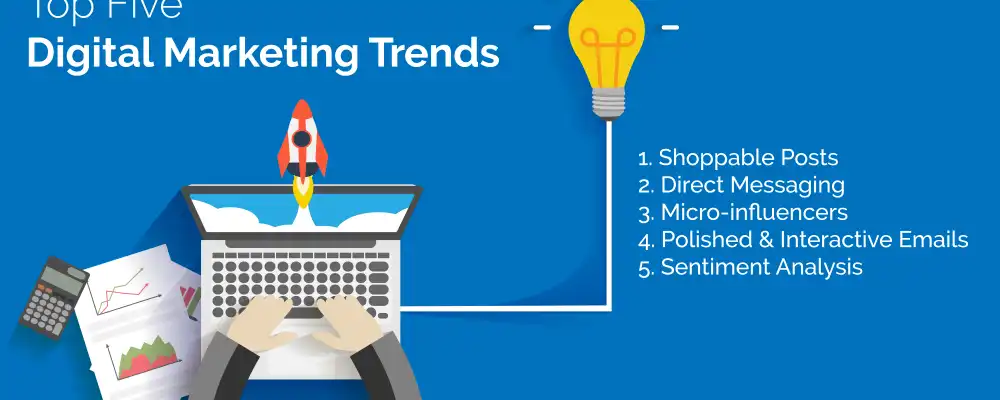 Top Five
Digital Marketing Trends
1. Shoppable Posts
2. Direct Messaging
3. Micro-influencers
4. Polished & Interactive Emails
5. Sentiment Analysis